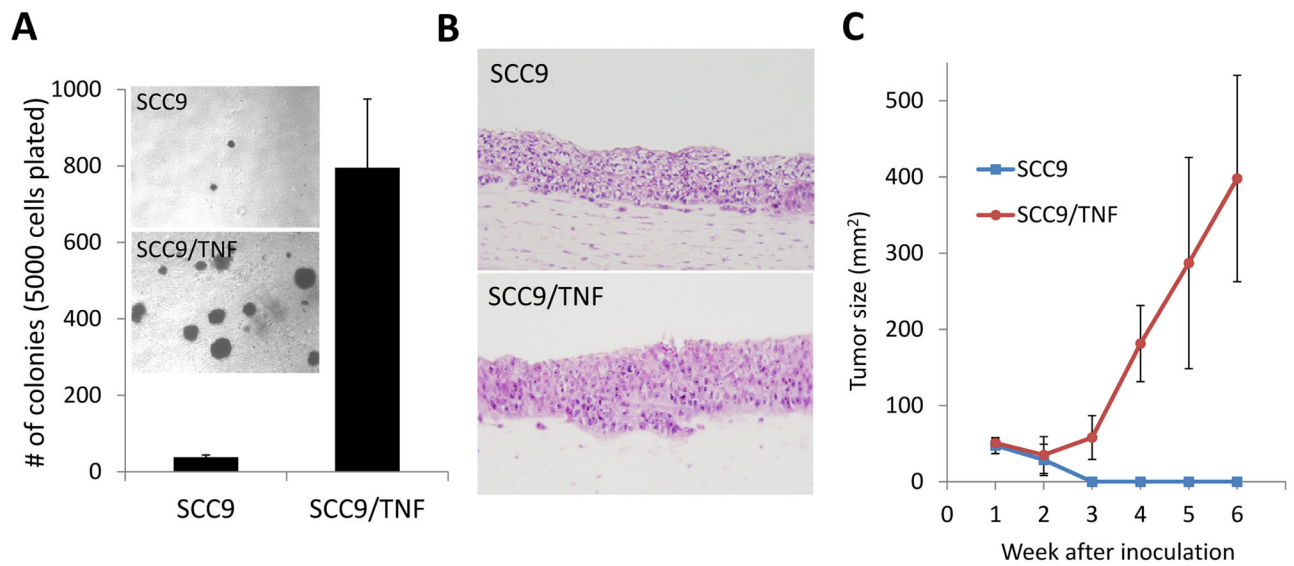 A
# of colonies (5000 cells plated)
1000
800
600
400
200
0
SCC9
SCC9/TNF
SCC9
SCC9/TNF
B
SCC9
SCC9/TNF
C
Tumor size (mm²)
500
400
300
200
100
0
SCC9
SCC9/TNF
0 1 2 3 4 5 6
Week after inoculation